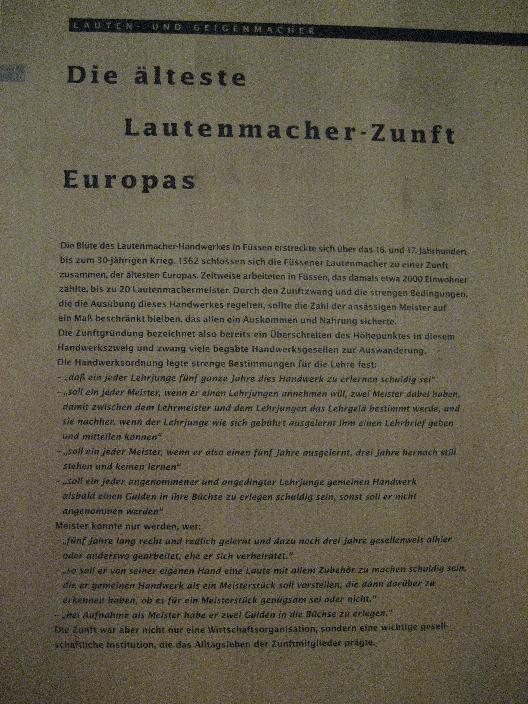 LAUTEN- UND GEIGENMACHER
Die älteste
Lautenmacher-Zunft
Europas
Die Blüte des Lautenmacher-Handwerkes in Füssen erstreckte sich über das 16. und 17. Jahrhundert,
bis zum 30-jährigen Krieg. 1562 schlossen sich die Füssener Lautenmacher zu einer Zunft
zusammen, der ältesten Europas. Zeitweise arbeiteten in Füssen, das damals etwa 2000 Einwohner
zählte, bis zu 20 Lautenmachermeister. Durch den Zunftzwang und die strengen Bedingungen,
die die Ausübung dieses Handwerkes regelten, sollte die Zahl der ansässigen Meister auf
ein Maß beschränkt bleiben, das allen ein Auskommen und Nahrung sicherte.
Die Zunftgründung bezeichnet also bereits ein Überschreiten des Höhepunktes in diesem
Handwerkszweig und zwang viele begabte Handwerksgesellen zur Auswanderung.
Die Handwerksordnung legte strenge Bestimmungen für die Lehre fest:
- „daß ein jeder Lehrjunge fünf ganze Jahre dies Handwerk zu erlernen schuldig sei"
- „soll ein jeder Meister, wenn er einen Lehrjungen annehmen will, zwei Meister dabei haben,
damit zwischen dem Lehrmeister und dem Lehrjungen das Lehrgeld bestimmt werde, und
sie nachher, wenn der Lehrjunge wie sich gebührt ausgelernt ihm einen Lehrbrief geben
und mitteilen können"
- „soll ein jeder Meister, wenn er also einen fünf Jahre ausgelernt, drei Jahre hernach still
stehen und keinen lernen"
- „soll ein jeder angenommener und angedingter Lehrjunge gemeinen Handwerk
alsbald einen Gulden in ihre Büchse zu erlegen schuldig sein, sonst soll er nicht
angenommen werden"
Meister konnte nur werden, wer:
- „fünf Jahre lang recht und redlich gelernt und dazu noch drei Jahre gesellenweis allhier
oder anderswo gearbeitet, ehe er sich verheiratet."
- „so soll er von seiner eigenen Hand eine Laute mit allem Zubehör zu machen schuldig sein,
die er gemeinen Handwerk als ein Meisterstück soll vorstellen, die dann darüber zu
erkennen haben, ob es für ein Meisterstück genugsam sei oder nicht."
- „bei Aufnahme als Meister habe er zwei Gulden in die Büchse zu erlegen."
Die Zunft war aber nicht nur eine Wirtschaftsorganisation, sondern eine wichtige gesell-
schaftliche Institution, die das Alltagsleben der Zunftmitglieder prägte.